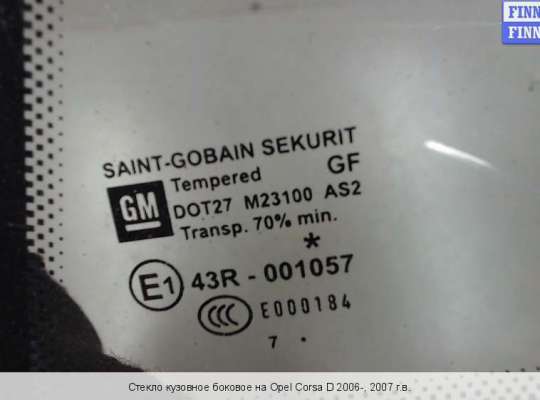 FINN
FINN
SAINT-GOBAIN SEKURIT
GM Tempered GF
DOT27 M23100 AS2
Transp. 70% min.
*
E1 43R - 001057
CCC E000184
7 .
Стекло кузовное боковое на Opel Corsa D 2006-, 2007 г.в.